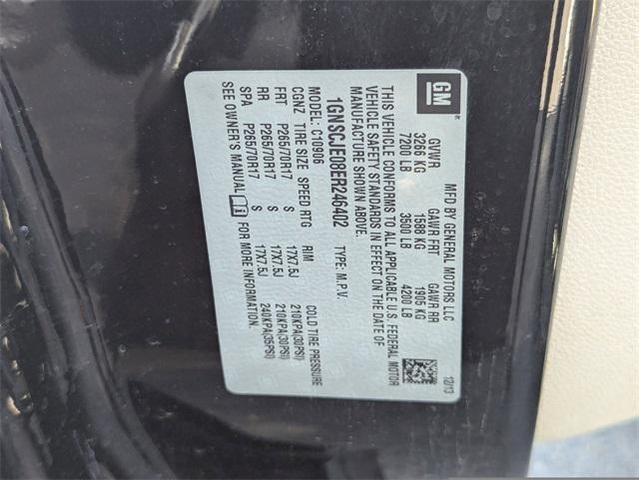 GM
MFD BY GENERAL MOTORS LLC 12/13
GVWR GAWR FRT GAWR RR
3266 KG 1588 KG 1905 KG
7200 LB 3500 LB 4200 LB
THIS VEHICLE CONFORMS TO ALL APPLICABLE U.S. FEDERAL MOTOR
VEHICLE SAFETY STANDARDS IN EFFECT ON THE DATE OF
MANUFACTURE SHOWN ABOVE.
1GNSCJE08ER246402 TYPE: M.P.V.
MODEL: C10906
CGNZ TIRE SIZE SPEED RTG RIM COLD TIRE PRESSURE
FRT P265/70R17 S 17X7.5J 210KPA(30PSI)
RR P265/70R17 S 17X7.5J 210KPA(30PSI)
SPA P265/70R17 S 17X7.5J 240KPA(35PSI)
SEE OWNER'S MANUAL FOR MORE INFORMATION.